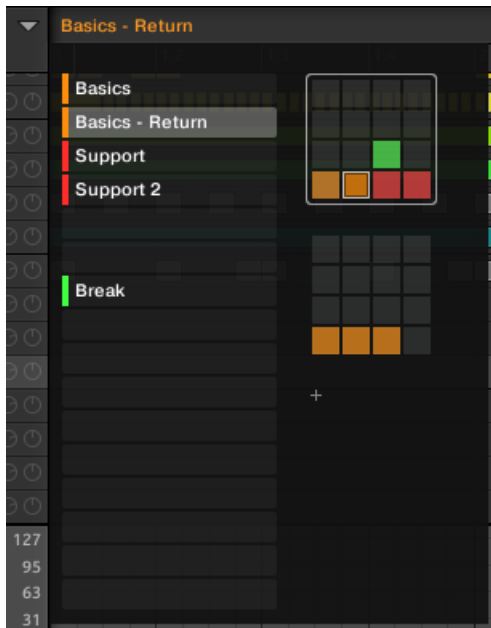 Basics - Return
Basics
Basics - Return
Support
Support 2
Break
+
127
95
63
31